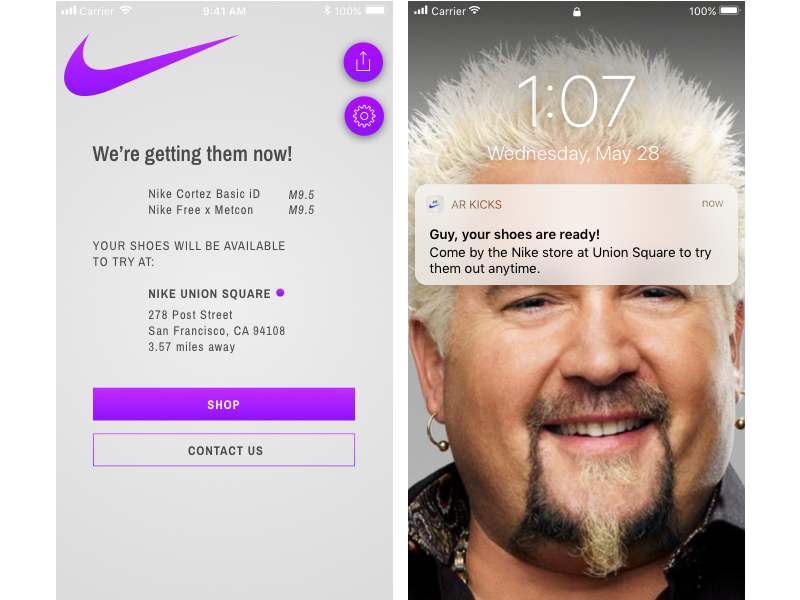 Carrier 9:41 AM 100%
We're getting them now!
Nike Cortez Basic iD M9.5
Nike Free x Metcon M9.5
YOUR SHOES WILL BE AVAILABLE
TO TRY AT:
NIKE UNION SQUARE
278 Post Street
San Francisco, CA 94108
3.57 miles away
SHOP
CONTACT US
Carrier 100%
1:07
Wednesday, May 28
AR KICKS now
Guy, your shoes are ready!
Come by the Nike store at Union Square to try
them out anytime.